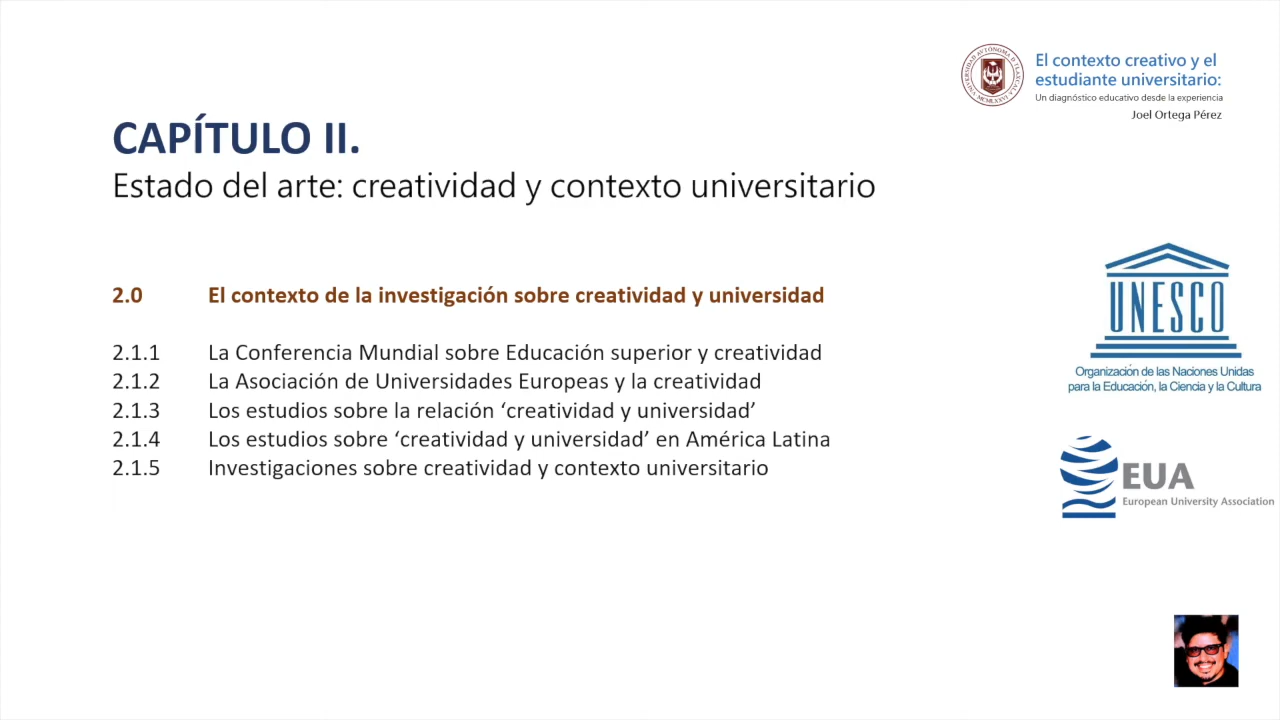 UNIVERSIDAD AUTÓNOMA D TLAXCALA
MCMLXXVI
El contexto creativo y el
estudiante universitario:
Un diagnóstico educativo desde la experiencia
Joel Ortega Pérez
CAPÍTULO II.
Estado del arte: creatividad y contexto universitario
2.0 El contexto de la investigación sobre creatividad y universidad
2.1.1 La Conferencia Mundial sobre Educación superior y creatividad
2.1.2 La Asociación de Universidades Europeas y la creatividad
2.1.3 Los estudios sobre la relación ‘creatividad y universidad’
2.1.4 Los estudios sobre ‘creatividad y universidad’ en América Latina
2.1.5 Investigaciones sobre creatividad y contexto universitario
UNESCO
Organización de las Naciones Unidas
para la Educación, la Ciencia y la Cultura
EUA
European University Association